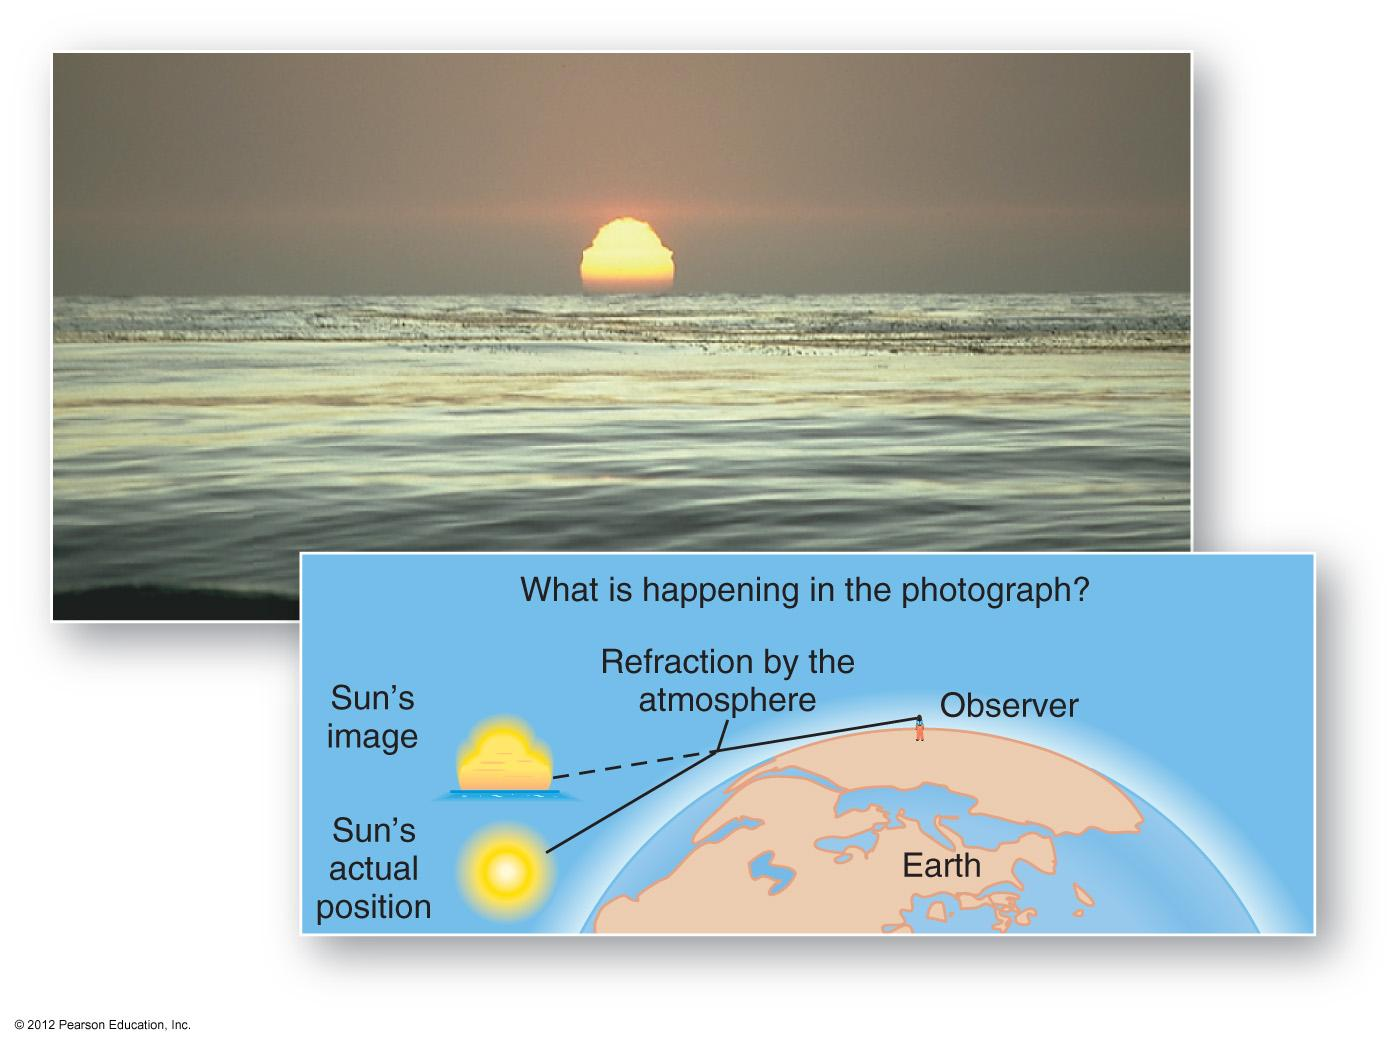 What is happening in the photograph?
Refraction by the
atmosphere
Sun’s
image
Observer
Sun’s
actual
position
Earth
© 2012 Pearson Education, Inc.